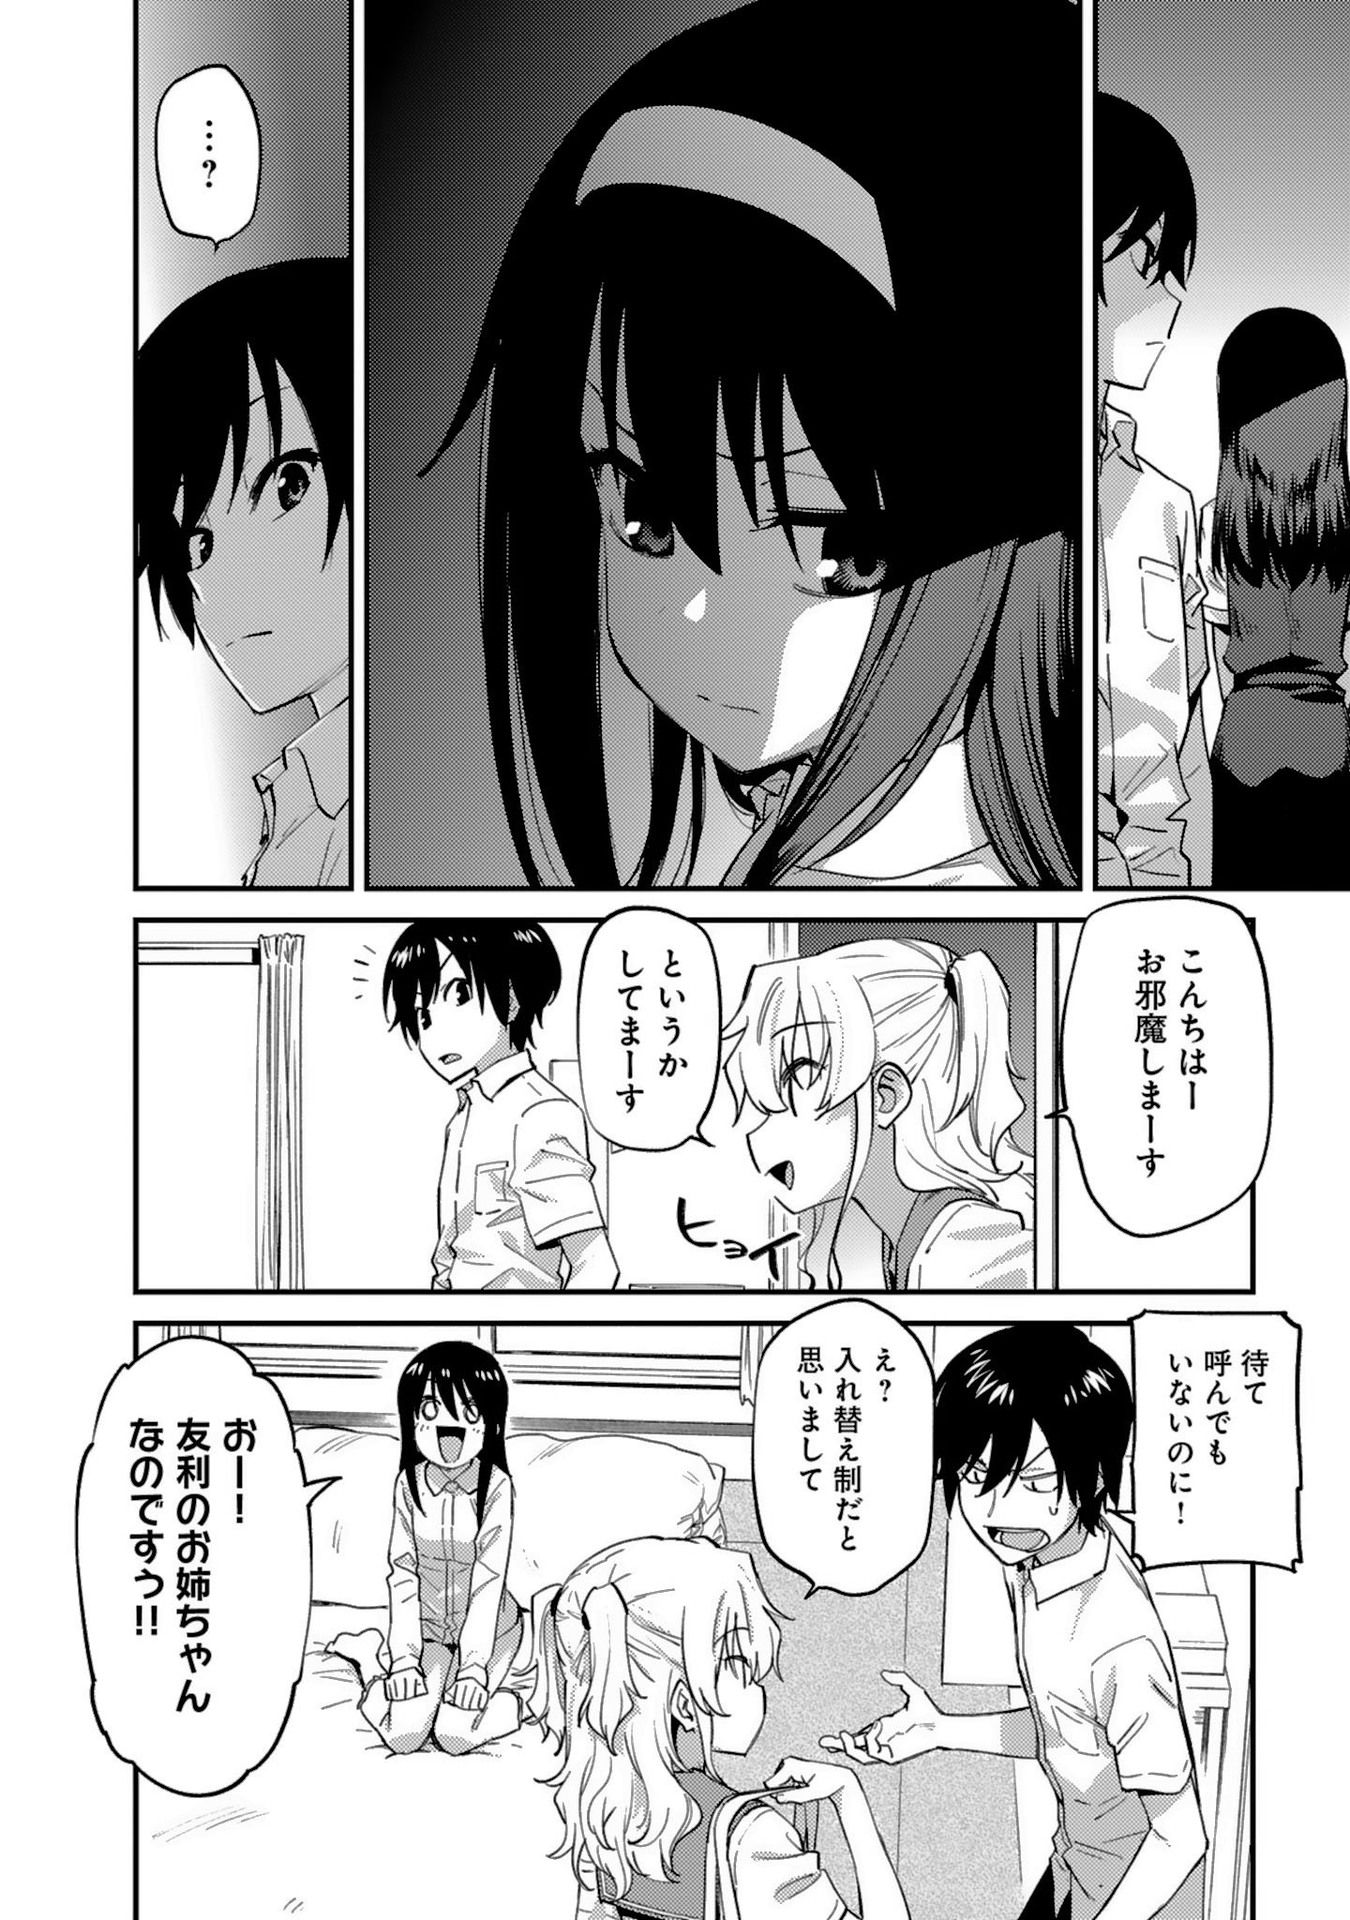 …?
こんちはー
お邪魔しまーす
というか
してまーす
ヒョイ
待て
呼んでも
いないのに!
え?
入れ替え制だと
思いまして
おー!
友利のお姉ちゃん
なのですぅ!!